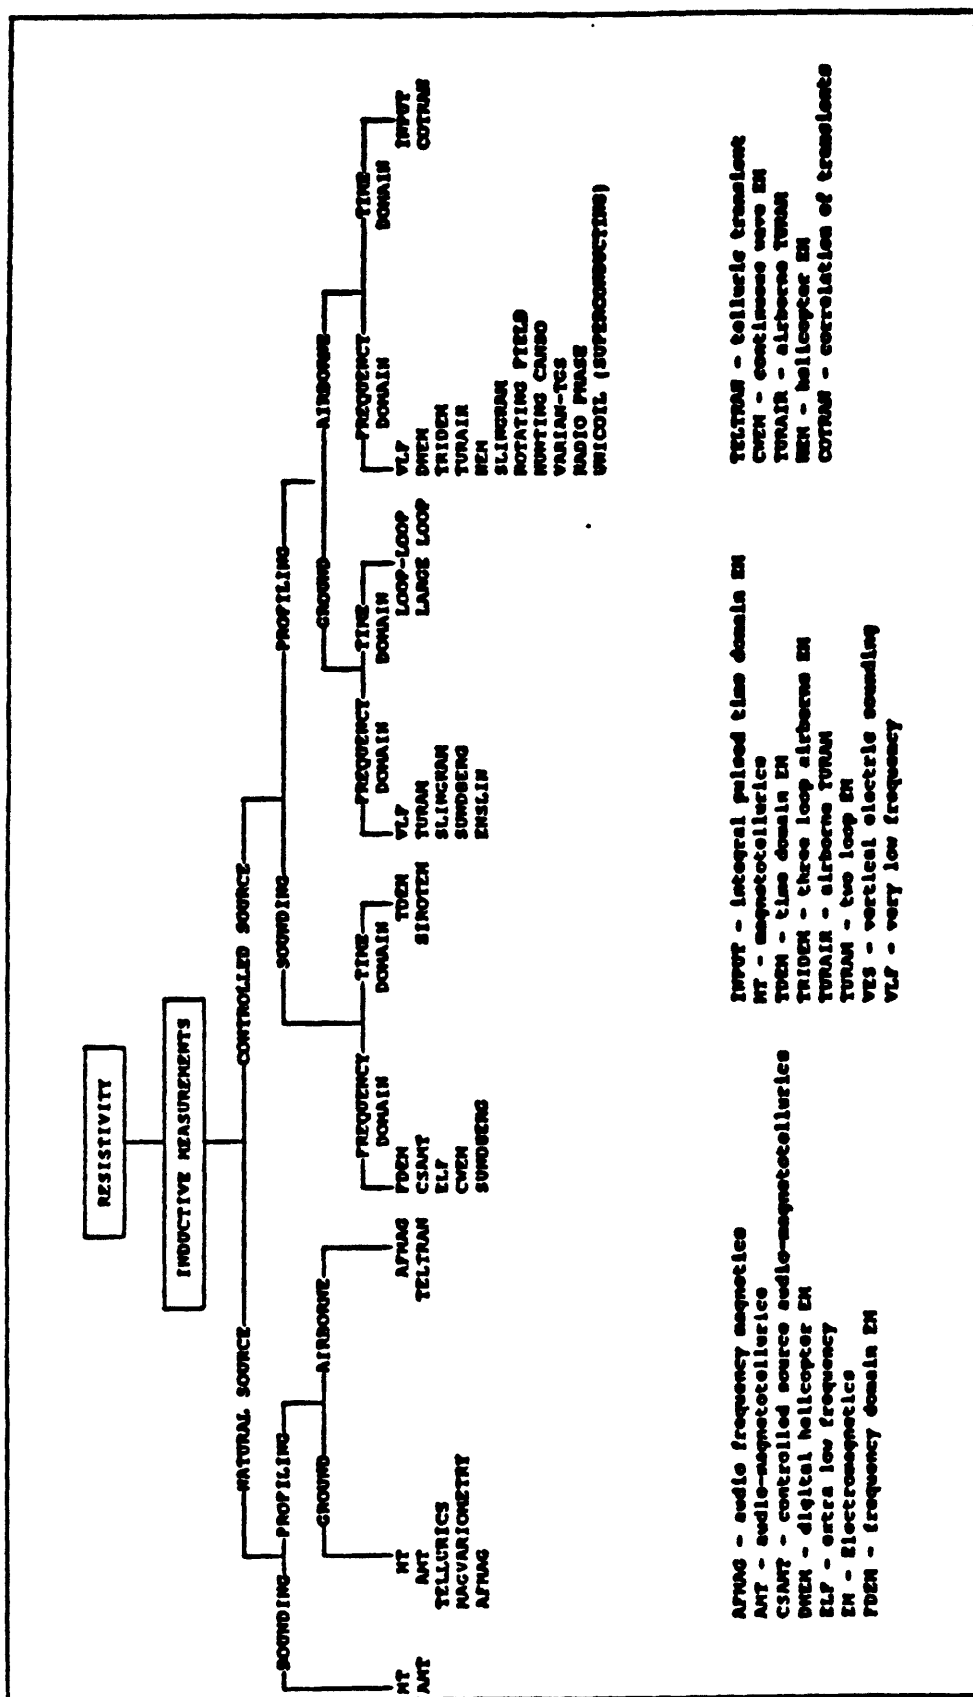 RESISTIVITY
INDUCTIVE MEASUREMENTS
NATURAL SOURCE
CONTROLLED SOURCE
SOUNDING
PROFILING
SOUNDING
PROFILING
GROUND
AIRBORNE
GROUND
AIRBORNE
FREQUENCY DOMAIN
TIME DOMAIN
FREQUENCY DOMAIN
TIME DOMAIN
FREQUENCY DOMAIN
TIME DOMAIN
MT
AMT
MT
AMT
TELLURICS
MAGVARIOMETRY
AFMAG
AFMAG
TELTRAN
FDEM
CSAMT
ELF
CWEM
SUNDBERG
TDEM
SIROTEM
VLF
TURAM
SLINGRAM
SUNDBERG
ENSLIN
LOOP-LOOP
LARGE LOOP
VLF
DHEM
TRIDEM
TURAIR
HEM
SLINGRAM
ROTATING FIELD
HUNTING CANSO
VARIAN-TGS
RADIO PHASE
UNICOIL (SUPERCONDUCTING)
INPUT
COTRAN
AFMAG - audio frequency magnetics
AMT - audio-magnetotellurics
CSAMT - controlled source audio-magnetotellurics
DHEM - digital helicopter EM
ELF - extra low frequency
EM - Electromagnetics
FDEM - frequency domain EM
INPUT - integral pulsed time domain EM
MT - magnetotellurics
TDEM - time domain EM
TRIDEM - three loop airborne EM
TURAIR - airborne TURAM
TURAM - two loop EM
VES - vertical electric sounding
VLF - very low frequency
TELTRAN - telluric transient
CWEM - continuous wave EM
TURAIR - airborne TURAM
HEM - helicopter EM
COTRAN - correlation of transients